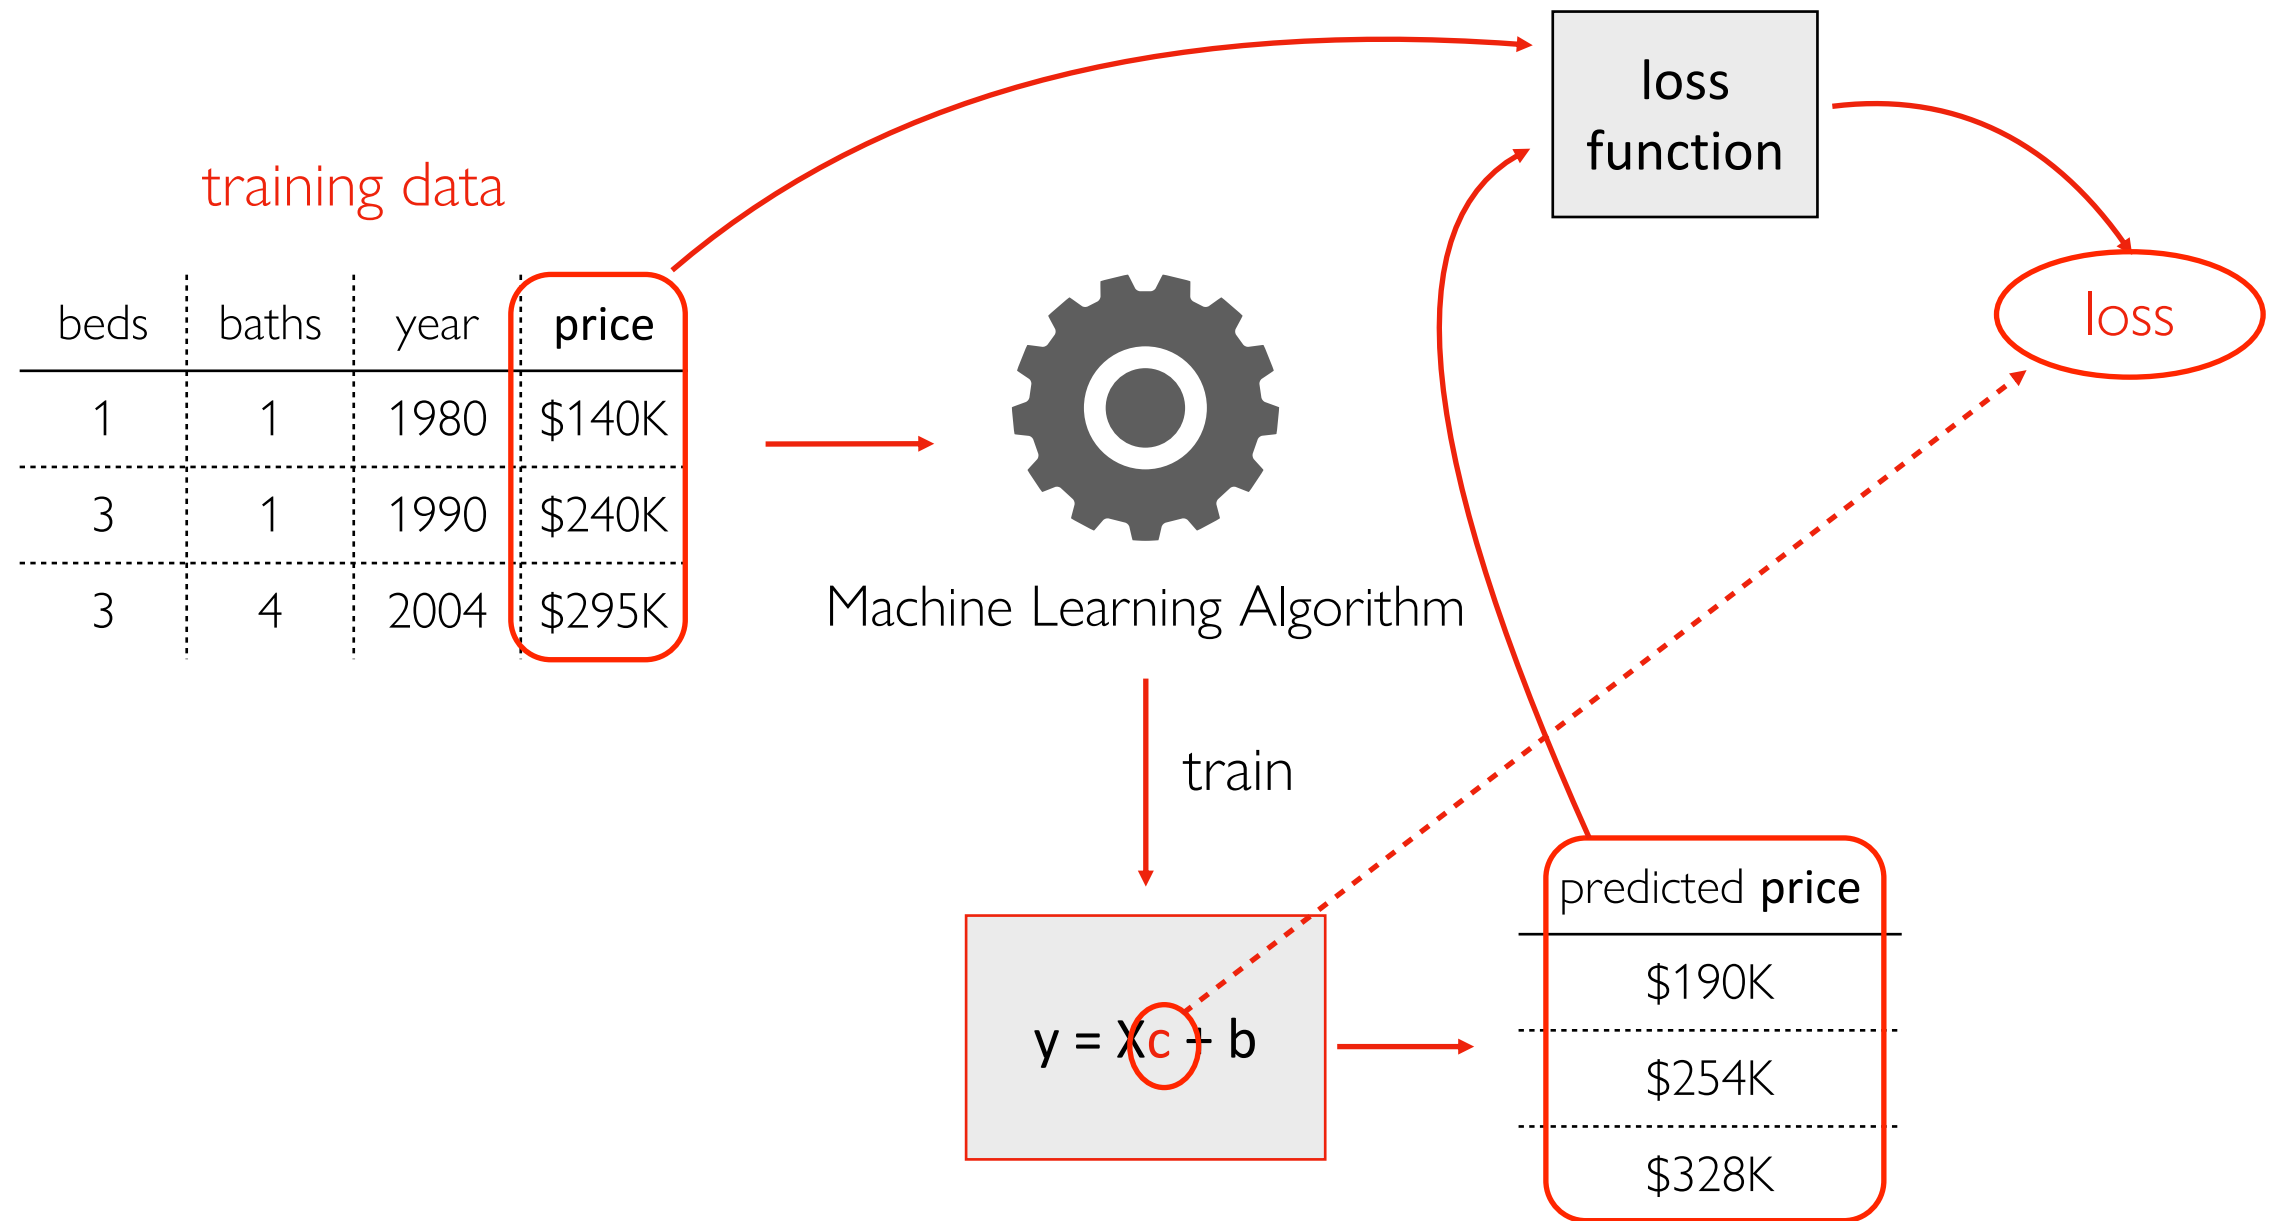 loss
function
training data
loss
beds baths year price
1 1 1980 $140K
3 1 1990 $240K
3 4 2004 $295K
Machine Learning Algorithm
train
y = Xc + b
predicted price
$190K
$254K
$328K